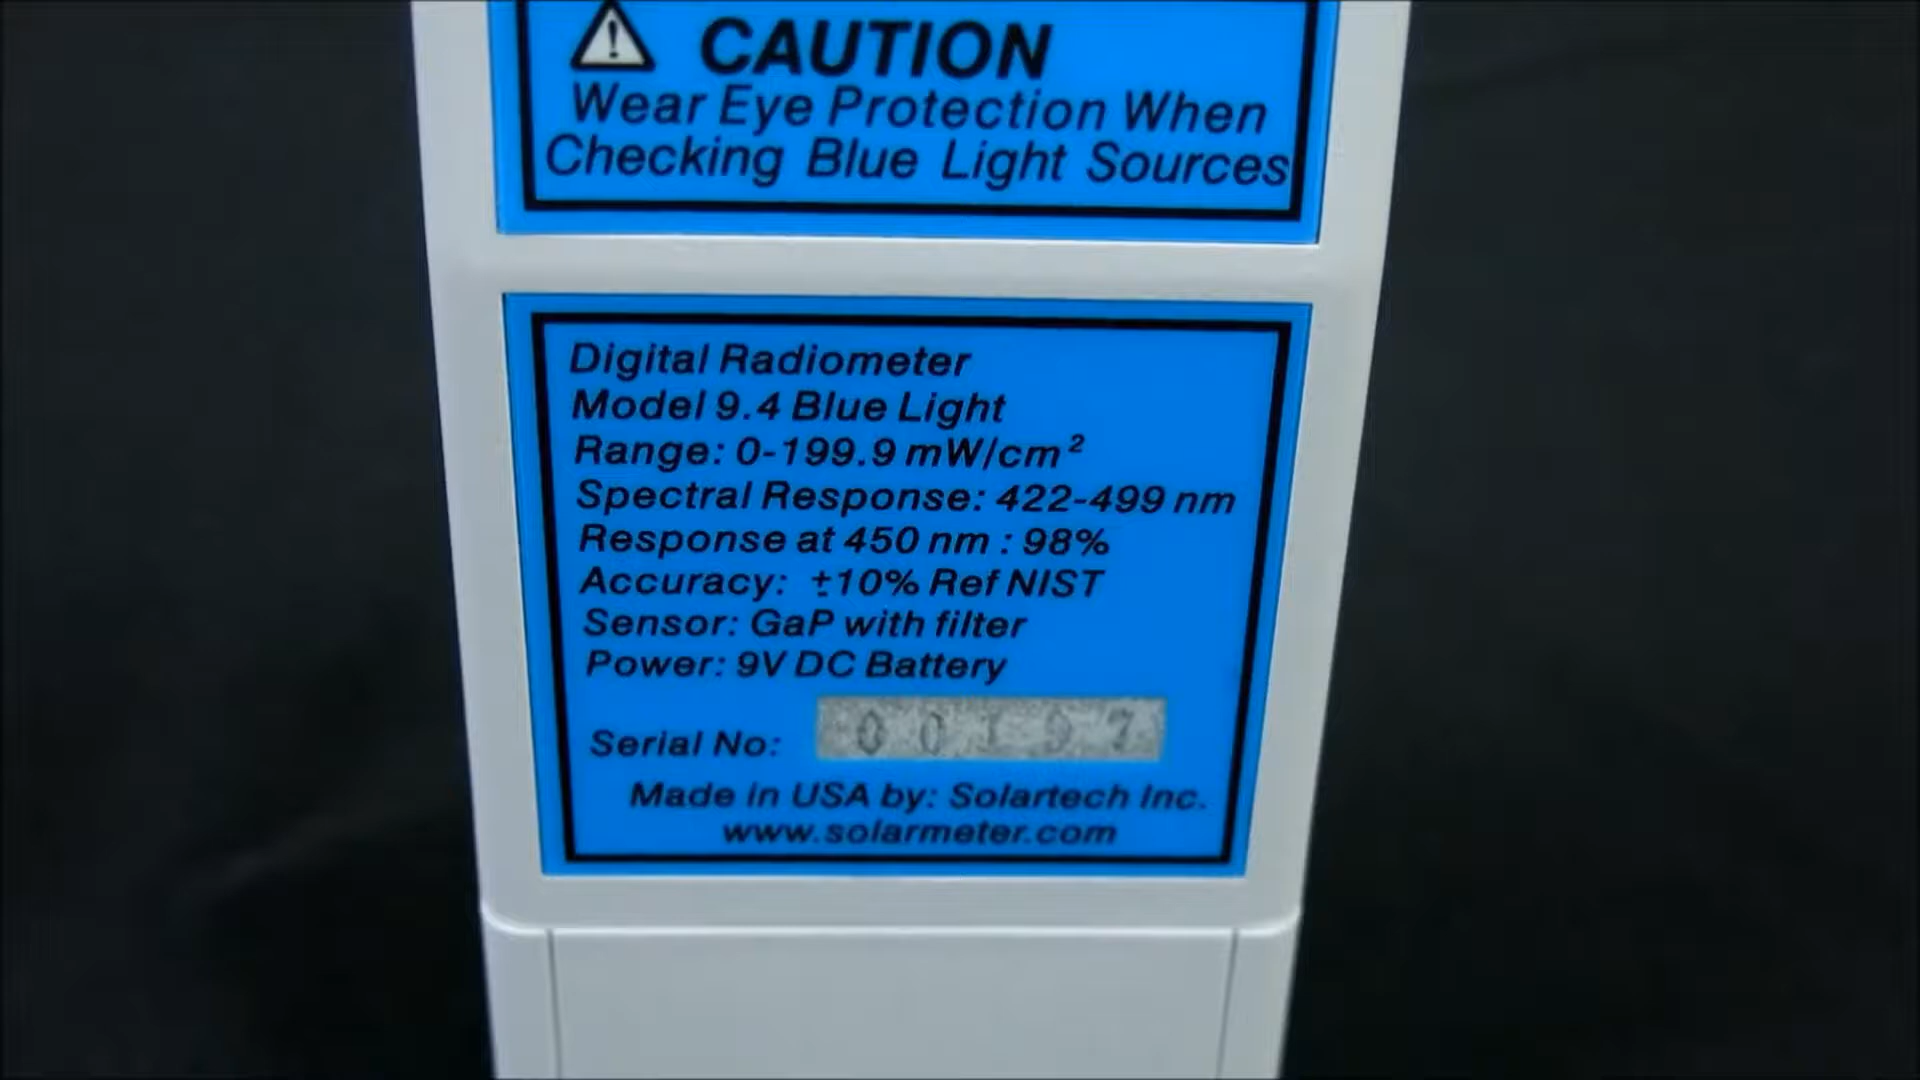 CAUTION
Wear Eye Protection When
Checking Blue Light Sources
Digital Radiometer
Model 9.4 Blue Light
Range: 0-199.9 mW/cm²
Spectral Response: 422-499 nm
Response at 450 nm : 98%
Accuracy: ±10% Ref NIST
Sensor: GaP with filter
Power: 9V DC Battery
Serial No: 00197
Made in USA by: Solartech Inc.
www.solarmeter.com